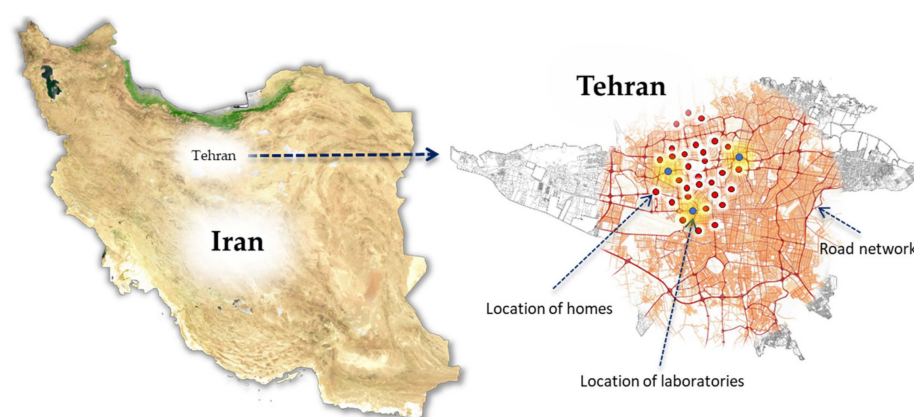 Tehran
Iran
Tehran
Road network
Location of homes
Location of laboratories